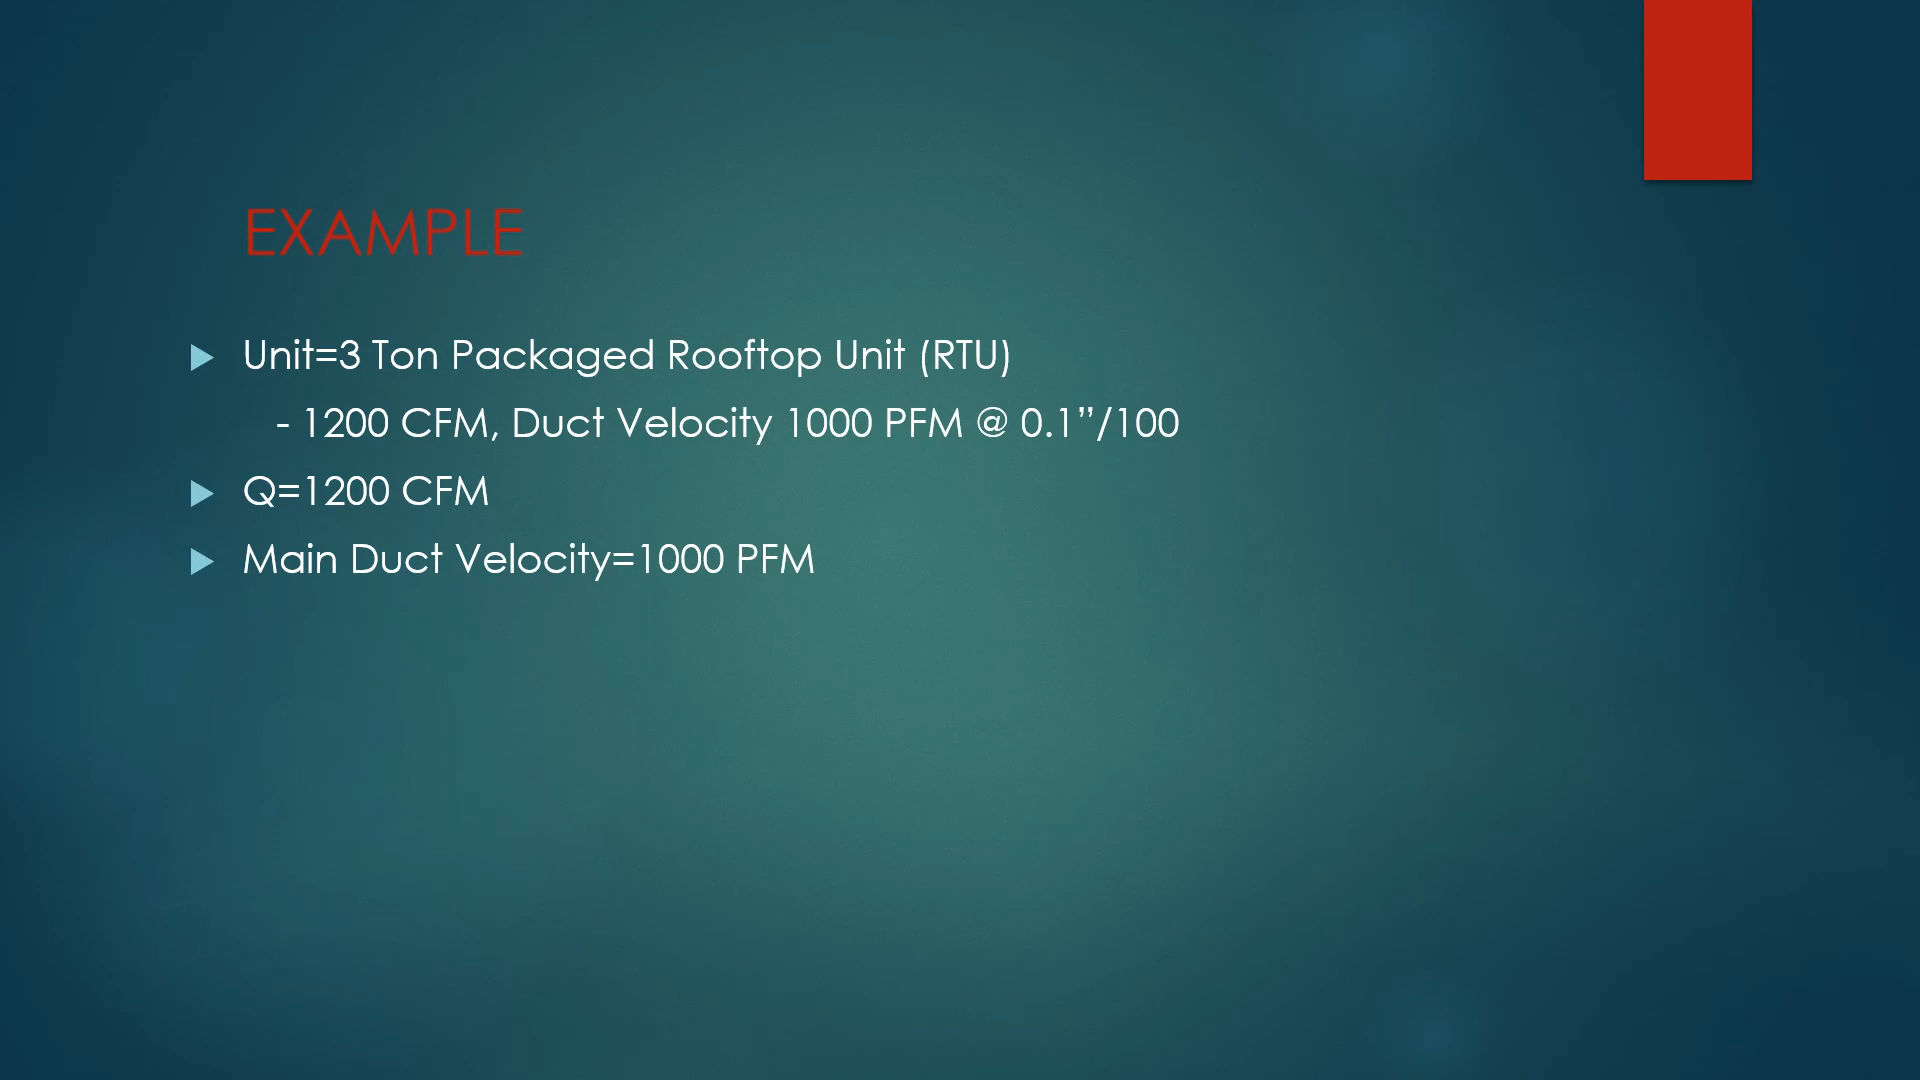 EXAMPLE
Unit=3 Ton Packaged Rooftop Unit (RTU)
- 1200 CFM, Duct Velocity 1000 PFM @ 0.1”/100
Q=1200 CFM
Main Duct Velocity=1000 PFM